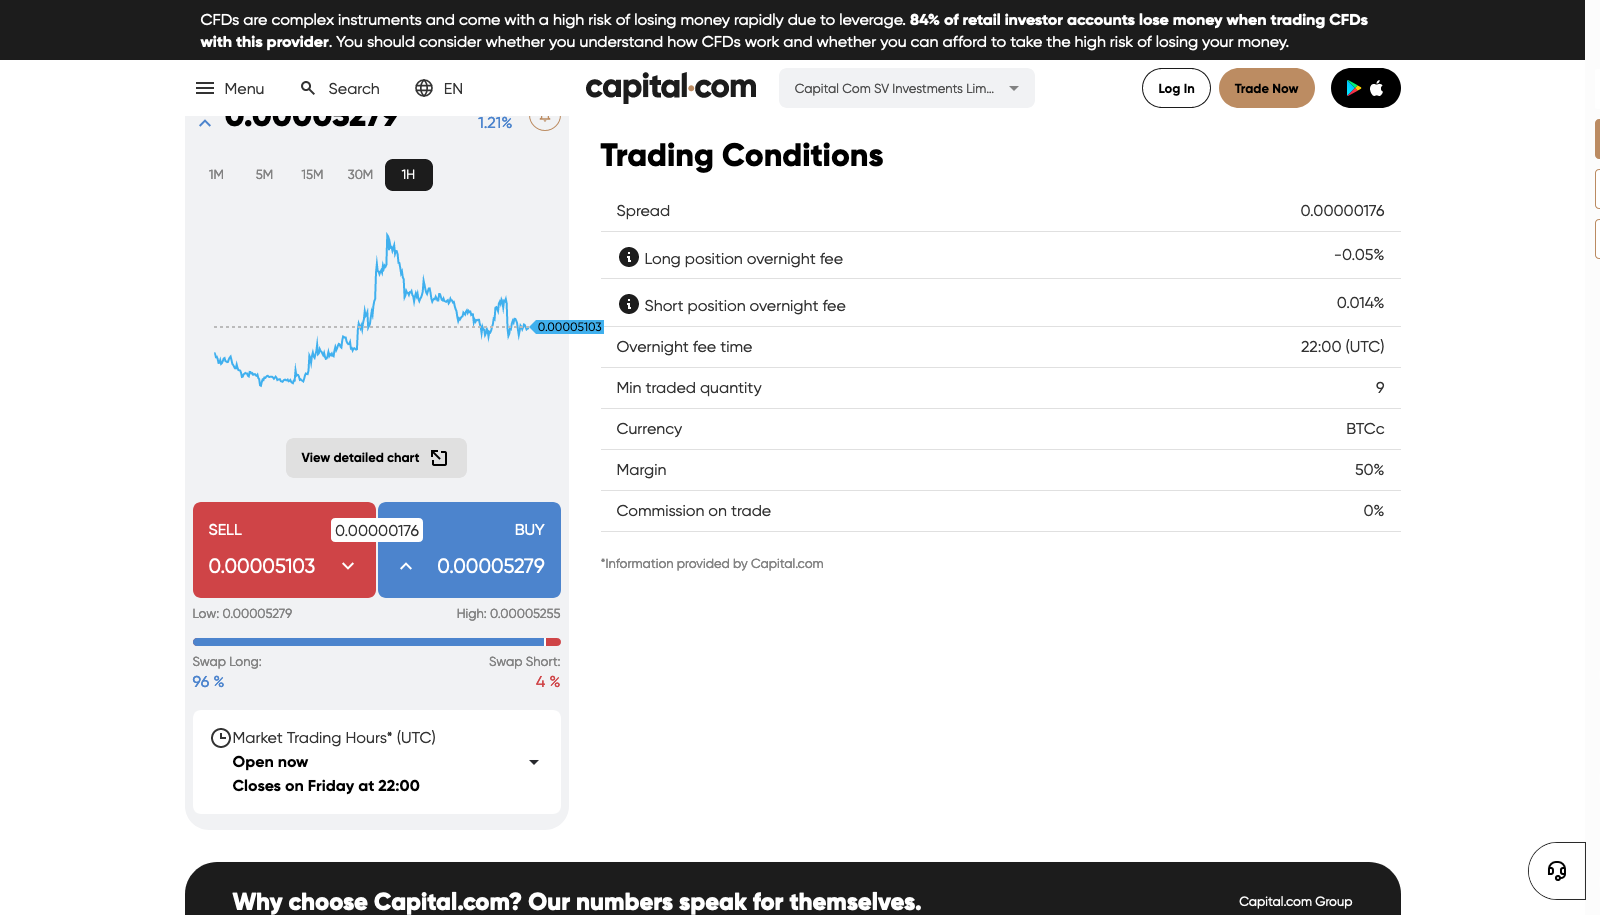 CFDs are complex instruments and come with a high risk of losing money rapidly due to leverage. 84% of retail investor accounts lose money when trading CFDs
with this provider. You should consider whether you understand how CFDs work and whether you can afford to take the high risk of losing your money.
Menu
Search
EN
capital.com
Capital Com SV Investments Lim...
Log In
Trade Now
0.00005279
1.21%
1M
5M
15M
30M
1H
0.00005103
View detailed chart
SELL
0.00000176
BUY
0.00005103
0.00005279
Low: 0.00005279
High: 0.00005255
Swap Long:
Swap Short:
96 %
4 %
Market Trading Hours* (UTC)
Open now
Closes on Friday at 22:00
Trading Conditions
Spread
0.00000176
Long position overnight fee
-0.05%
Short position overnight fee
0.014%
Overnight fee time
22:00 (UTC)
Min traded quantity
9
Currency
BTCc
Margin
50%
Commission on trade
0%
*Information provided by Capital.com
Why choose Capital.com? Our numbers speak for themselves.
Capital.com Group